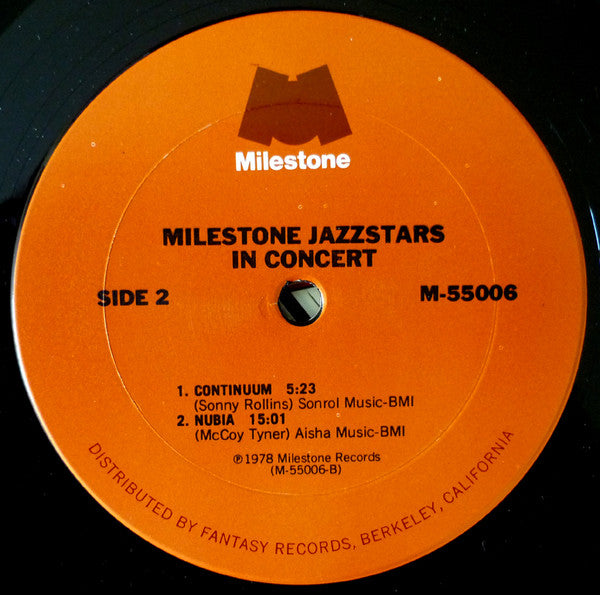 Milestone
MILESTONE JAZZSTARS
IN CONCERT
SIDE 2
M-55006
1. CONTINUUM 5:23
(Sonny Rollins) Sonrol Music-BMI
2. NUBIA 15:01
(McCoy Tyner) Aisha Music-BMI
℗1978 Milestone Records
(M-55006-B)
DISTRIBUTED BY FANTASY RECORDS, BERKELEY, CALIFORNIA